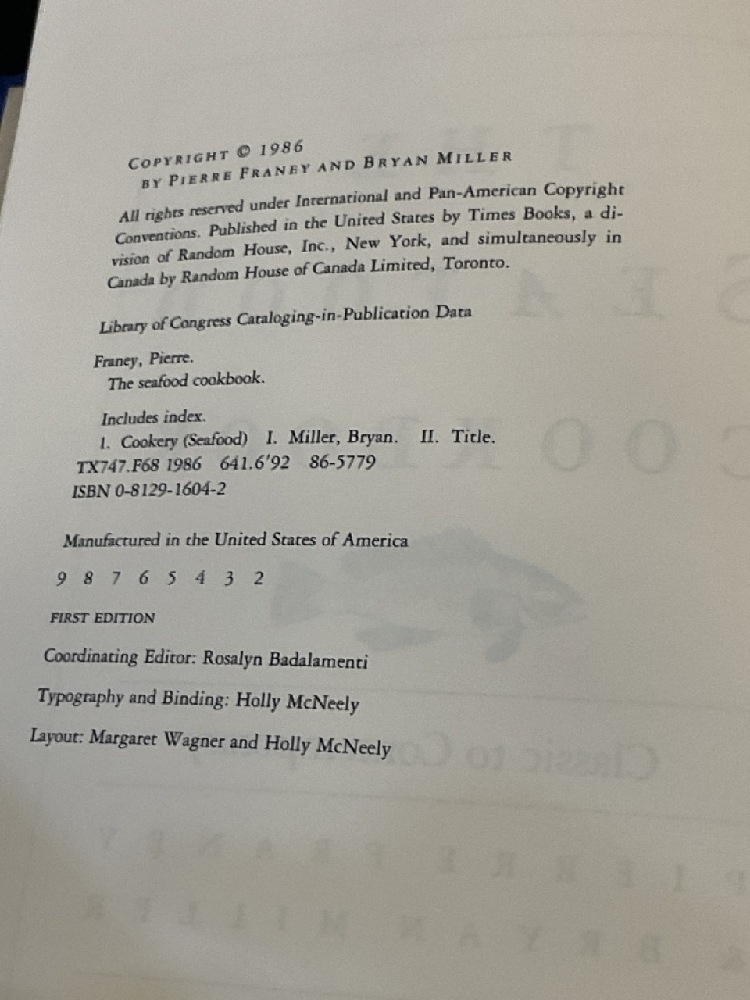 COPYRIGHT © 1986
BY PIERRE FRANEY AND BRYAN MILLER
All rights reserved under International and Pan-American Copyright
Conventions. Published in the United States by Times Books, a di-
vision of Random House, Inc., New York, and simultaneously in
Canada by Random House of Canada Limited, Toronto.
Library of Congress Cataloging-in-Publication Data
Franey, Pierre.
The seafood cookbook.
Includes index.
1. Cookery (Seafood) I. Miller, Bryan. II. Title.
TX747.F68 1986 641.6'92 86-5779
ISBN 0-8129-1604-2
Manufactured in the United States of America
9 8 7 6 5 4 3 2
FIRST EDITION
Coordinating Editor: Rosalyn Badalamenti
Typography and Binding: Holly McNeely
Layout: Margaret Wagner and Holly McNeely